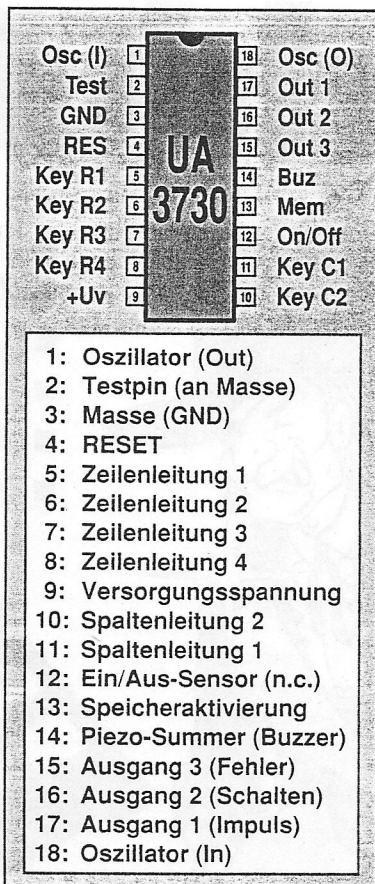 Osc (I) 1 18 Osc (O)
Test 2 17 Out 1
GND 3 16 Out 2
RES 4 UA 15 Out 3
Key R1 5 3730 14 Buz
Key R2 6 13 Mem
Key R3 7 12 On/Off
Key R4 8 11 Key C1
+Uv 9 10 Key C2
1: Oszillator (Out)
2: Testpin (an Masse)
3: Masse (GND)
4: RESET
5: Zeilenleitung 1
6: Zeilenleitung 2
7: Zeilenleitung 3
8: Zeilenleitung 4
9: Versorgungsspannung
10: Spaltenleitung 2
11: Spaltenleitung 1
12: Ein/Aus-Sensor (n.c.)
13: Speicheraktivierung
14: Piezo-Summer (Buzzer)
15: Ausgang 3 (Fehler)
16: Ausgang 2 (Schalten)
17: Ausgang 1 (Impuls)
18: Oszillator (In)